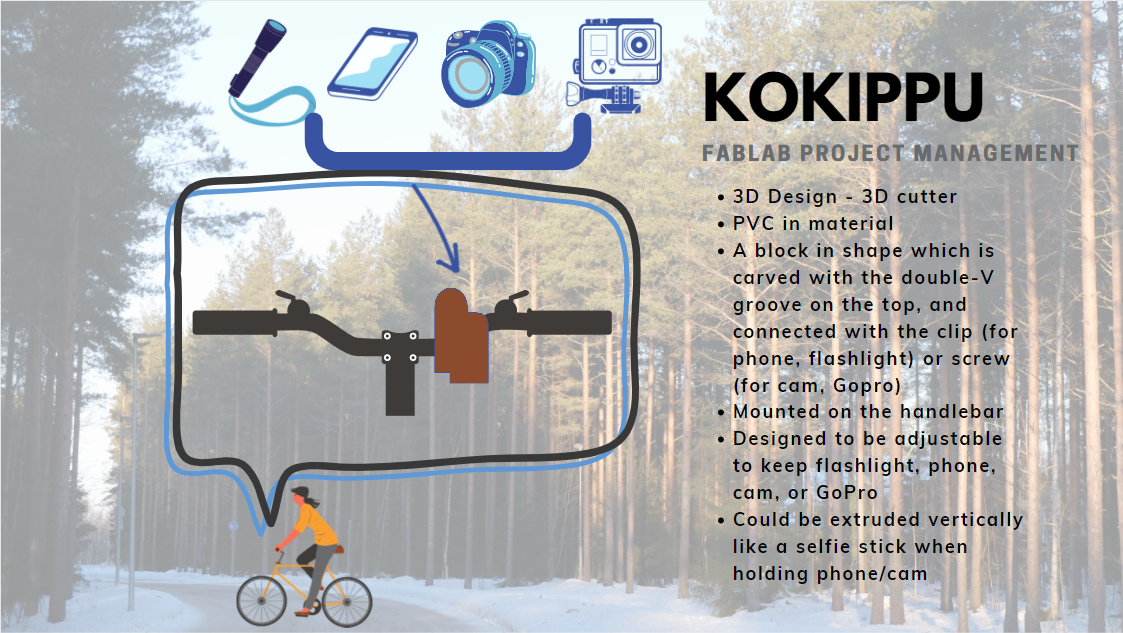 KOKIPPU
FABLAB PROJECT MANAGEMENT
• 3D Design - 3D cutter
• PVC in material
• A block in shape which is
carved with the double-V
groove on the top, and
connected with the clip (for
phone, flashlight) or screw
(for cam, Gopro)
• Mounted on the handlebar
• Designed to be adjustable
to keep flashlight, phone,
cam, or GoPro
• Could be extruded vertically
like a selfie stick when
holding phone/cam